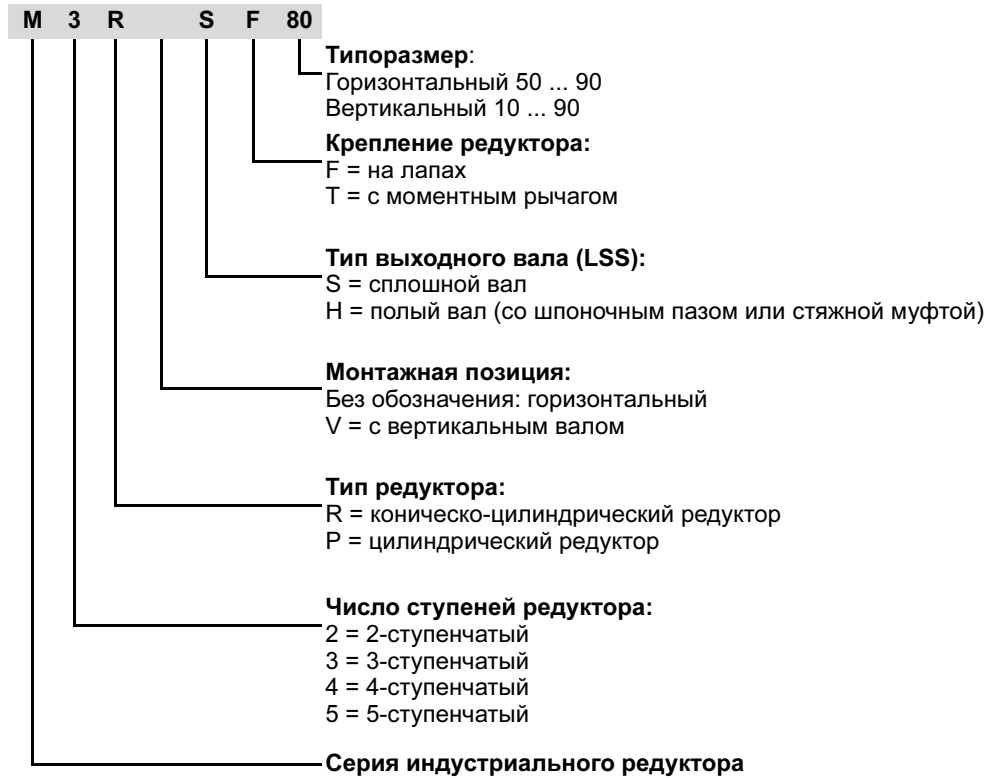 M 3 R S F 80
Типоразмер:
Горизонтальный 50 ... 90
Вертикальный 10 ... 90
Крепление редуктора:
F = на лапах
T = с моментным рычагом
Тип выходного вала (LSS):
S = сплошной вал
H = полый вал (со шпоночным пазом или стяжной муфтой)
Монтажная позиция:
Без обозначения: горизонтальный
V = с вертикальным валом
Тип редуктора:
R = коническо-цилиндрический редуктор
P = цилиндрический редуктор
Число ступеней редуктора:
2 = 2-ступенчатый
3 = 3-ступенчатый
4 = 4-ступенчатый
5 = 5-ступенчатый
Серия индустриального редуктора